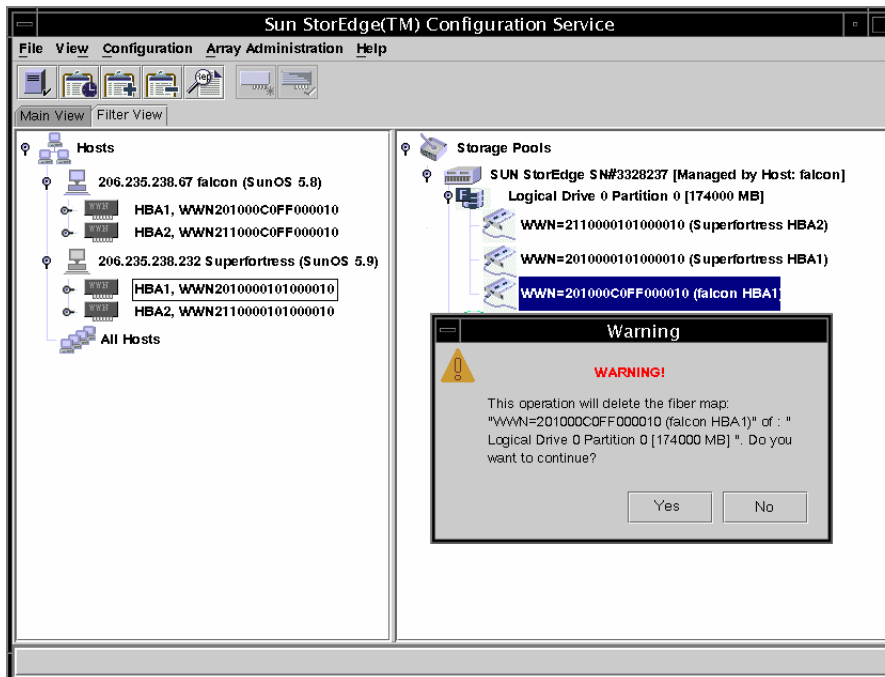 Sun StorEdge(TM) Configuration Service
File View Configuration Array Administration Help
Main View Filter View
Hosts
206.235.238.67 falcon (SunOS 5.8)
HBA1, WWN201000C0FF000010
HBA2, WWN211000C0FF000010
206.235.238.232 Superfortress (SunOS 5.9)
HBA1, WWN2010000101000010
HBA2, WWN2110000101000010
All Hosts
Storage Pools
SUN StorEdge SN#3328237 [Managed by Host: falcon]
Logical Drive 0 Partition 0 [174000 MB]
WWN=2110000101000010 (Superfortress HBA2)
WWN=2010000101000010 (Superfortress HBA1)
WWN=201000C0FF000010 (falcon HBA1)
Warning
WARNING!
This operation will delete the fiber map:
"WWN=201000C0FF000010 (falcon HBA1)" of : "
Logical Drive 0 Partition 0 [174000 MB] ". Do you
want to continue?
Yes No